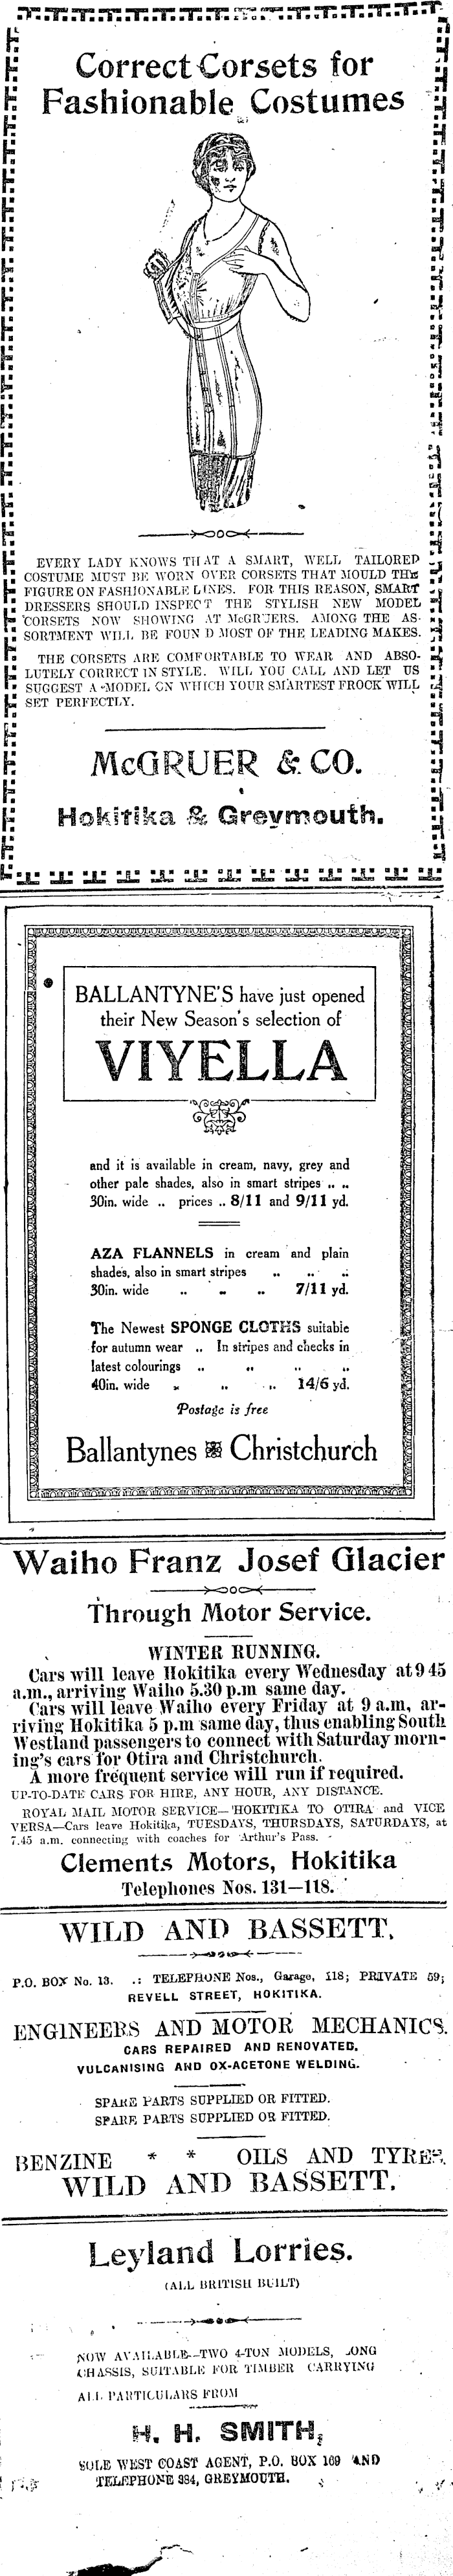 Correct Corsets for
Fashionable Costumes
EVERY LADY KNOWS THAT A SMART, WELL TAILORED
COSTUME MUST BE WORN OVER CORSETS THAT MOULD THE
FIGURE ON FASHIONABLE LINES. FOR THIS REASON, SMART
DRESSERS SHOULD INSPECT THE STYLISH NEW MODEL
CORSETS NOW SHOWING AT McGRUERS. AMONG THE AS-
SORTMENT WILL BE FOUN D MOST OF THE LEADING MAKES.
THE CORSETS ARE COMFORTABLE TO WEAR AND ABSO-
LUTELY CORRECT IN STYLE. WILL YOU CALL AND LET US
SUGGEST A MODEL ON WHICH YOUR SMARTEST FROCK WILL
SET PERFECTLY.
McGRUER & CO.
Hokitika & Greymouth.
BALLANTYNE'S have just opened
their New Season's selection of
VIYELLA
and it is available in cream, navy, grey and
other pale shades, also in smart stripes .. ..
30in. wide .. prices .. 8/11 and 9/11 yd.
AZA FLANNELS in cream and plain
shades, also in smart stripes .. .. ..
30in. wide .. .. .. 7/11 yd.
The Newest SPONGE CLOTHS suitable
for autumn wear .. In stripes and checks in
latest colourings .. .. .. ..
40in. wide .. .. .. 14/6 yd.
Postage is free
Ballantynes Christchurch
Waiho Franz Josef Glacier
Through Motor Service.
WINTER RUNNING.
Cars will leave Hokitika every Wednesday at 9 45
a.m., arriving Waiho 5.30 p.m same day.
Cars will leave Waiho every Friday at 9 a.m, ar-
riving Hokitika 5 p.m same day, thus enabling South
Westland passengers to connect with Saturday morn-
ing's cars for Otira and Christchurch.
A more frequent service will run if required.
UP-TO-DATE CARS FOR HIRE, ANY HOUR, ANY DISTANCE.
ROYAL MAIL MOTOR SERVICE—HOKITIKA TO OTIRA and VICE
VERSA—Cars leave Hokitika, TUESDAYS, THURSDAYS, SATURDAYS, at
7.45 a.m. connecting with coaches for Arthur's Pass.
Clements Motors, Hokitika
Telephones Nos. 131—118.
WILD AND BASSETT,
P.O. BOX No. 13. .: TELEPHONE Nos., Garage, 118; PRIVATE 59;
REVELL STREET, HOKITIKA.
ENGINEERS AND MOTOR MECHANICS.
CARS REPAIRED AND RENOVATED.
VULCANISING AND OX-ACETONE WELDING.
SPARE PARTS SUPPLIED OR FITTED.
SPARE PARTS SUPPLIED OR FITTED.
BENZINE * * OILS AND TYRES.
WILD AND BASSETT.
Leyland Lorries.
(ALL BRITISH BUILT)
NOW AVAILABLE—TWO 4-TON MODELS, LONG
CHASSIS, SUITABLE FOR TIMBER CARRYING
ALL PARTICULARS FROM
H. H. SMITH,
SOLE WEST COAST AGENT, P.O. BOX 169 AND
TELEPHONE 384, GREYMOUTH.